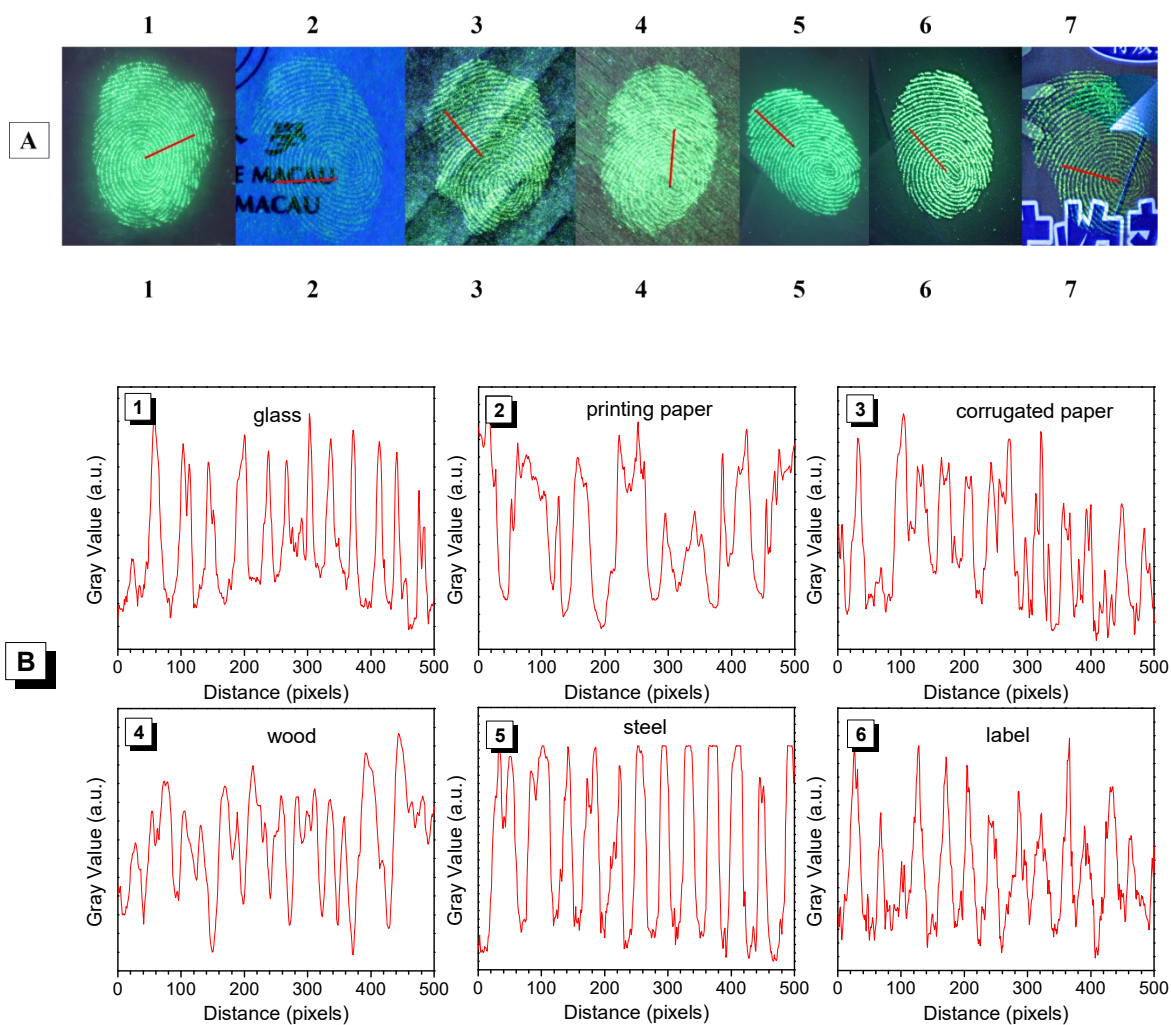 1 2 3 4 5 6 7
A
MACAU
MACAU
1 2 3 4 5 6 7
B
1
glass
Gray Value (a.u.)
0 100 200 300 400 500
Distance (pixels)
2
printing paper
Gray Value (a.u.)
0 100 200 300 400 500
Distance (pixels)
3
corrugated paper
Gray Value (a.u.)
0 100 200 300 400 500
Distance (pixels)
4
wood
Gray Value (a.u.)
0 100 200 300 400 500
Distance (pixels)
5
steel
Gray Value (a.u.)
0 100 200 300 400 500
Distance (pixels)
6
label
Gray Value (a.u.)
0 100 200 300 400 500
Distance (pixels)